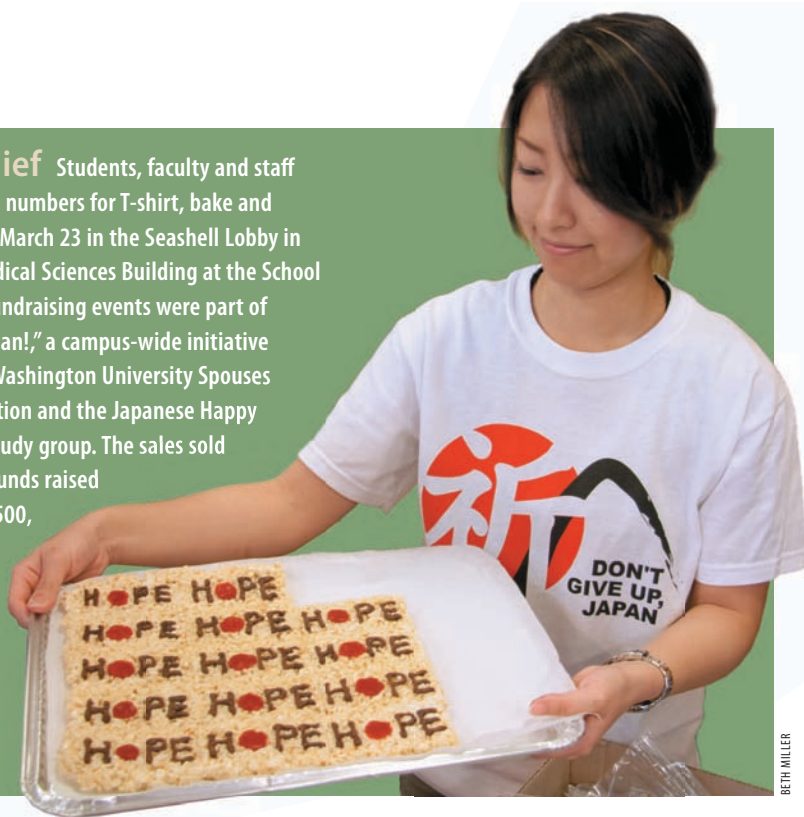 ief Students, faculty and staff
numbers for T-shirt, bake and
March 23 in the Seashell Lobby in
dical Sciences Building at the School
undraising events were part of
an!,” a campus-wide initiative
Washington University Spouses
tion and the Japanese Happy
udy group. The sales sold
unds raised
500,
祈
DON'T
GIVE UP,
JAPAN
HOPE HOPE
HOPE HOPE HOPE
HOPE HOPE HOPE
HOPE HOPE HOPE
HOPE HOPE HOPE
BETH MILLER